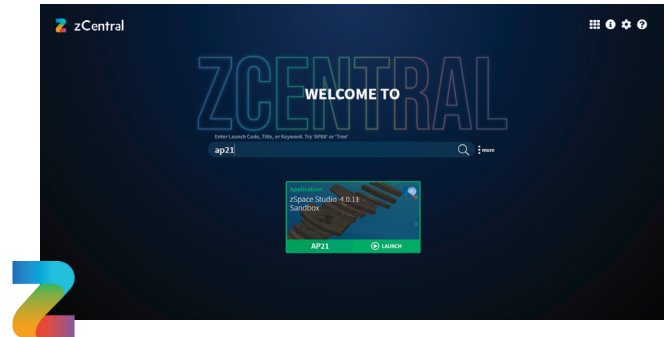 zCentral
ZCENTRAL
WELCOME TO
Enter Launch Code, Title, or Keyword. Try 'AP88' or 'Tree'
ap21
more
Application
zSpace Studio 4.0.11 -
Sandbox
AP21
LAUNCH